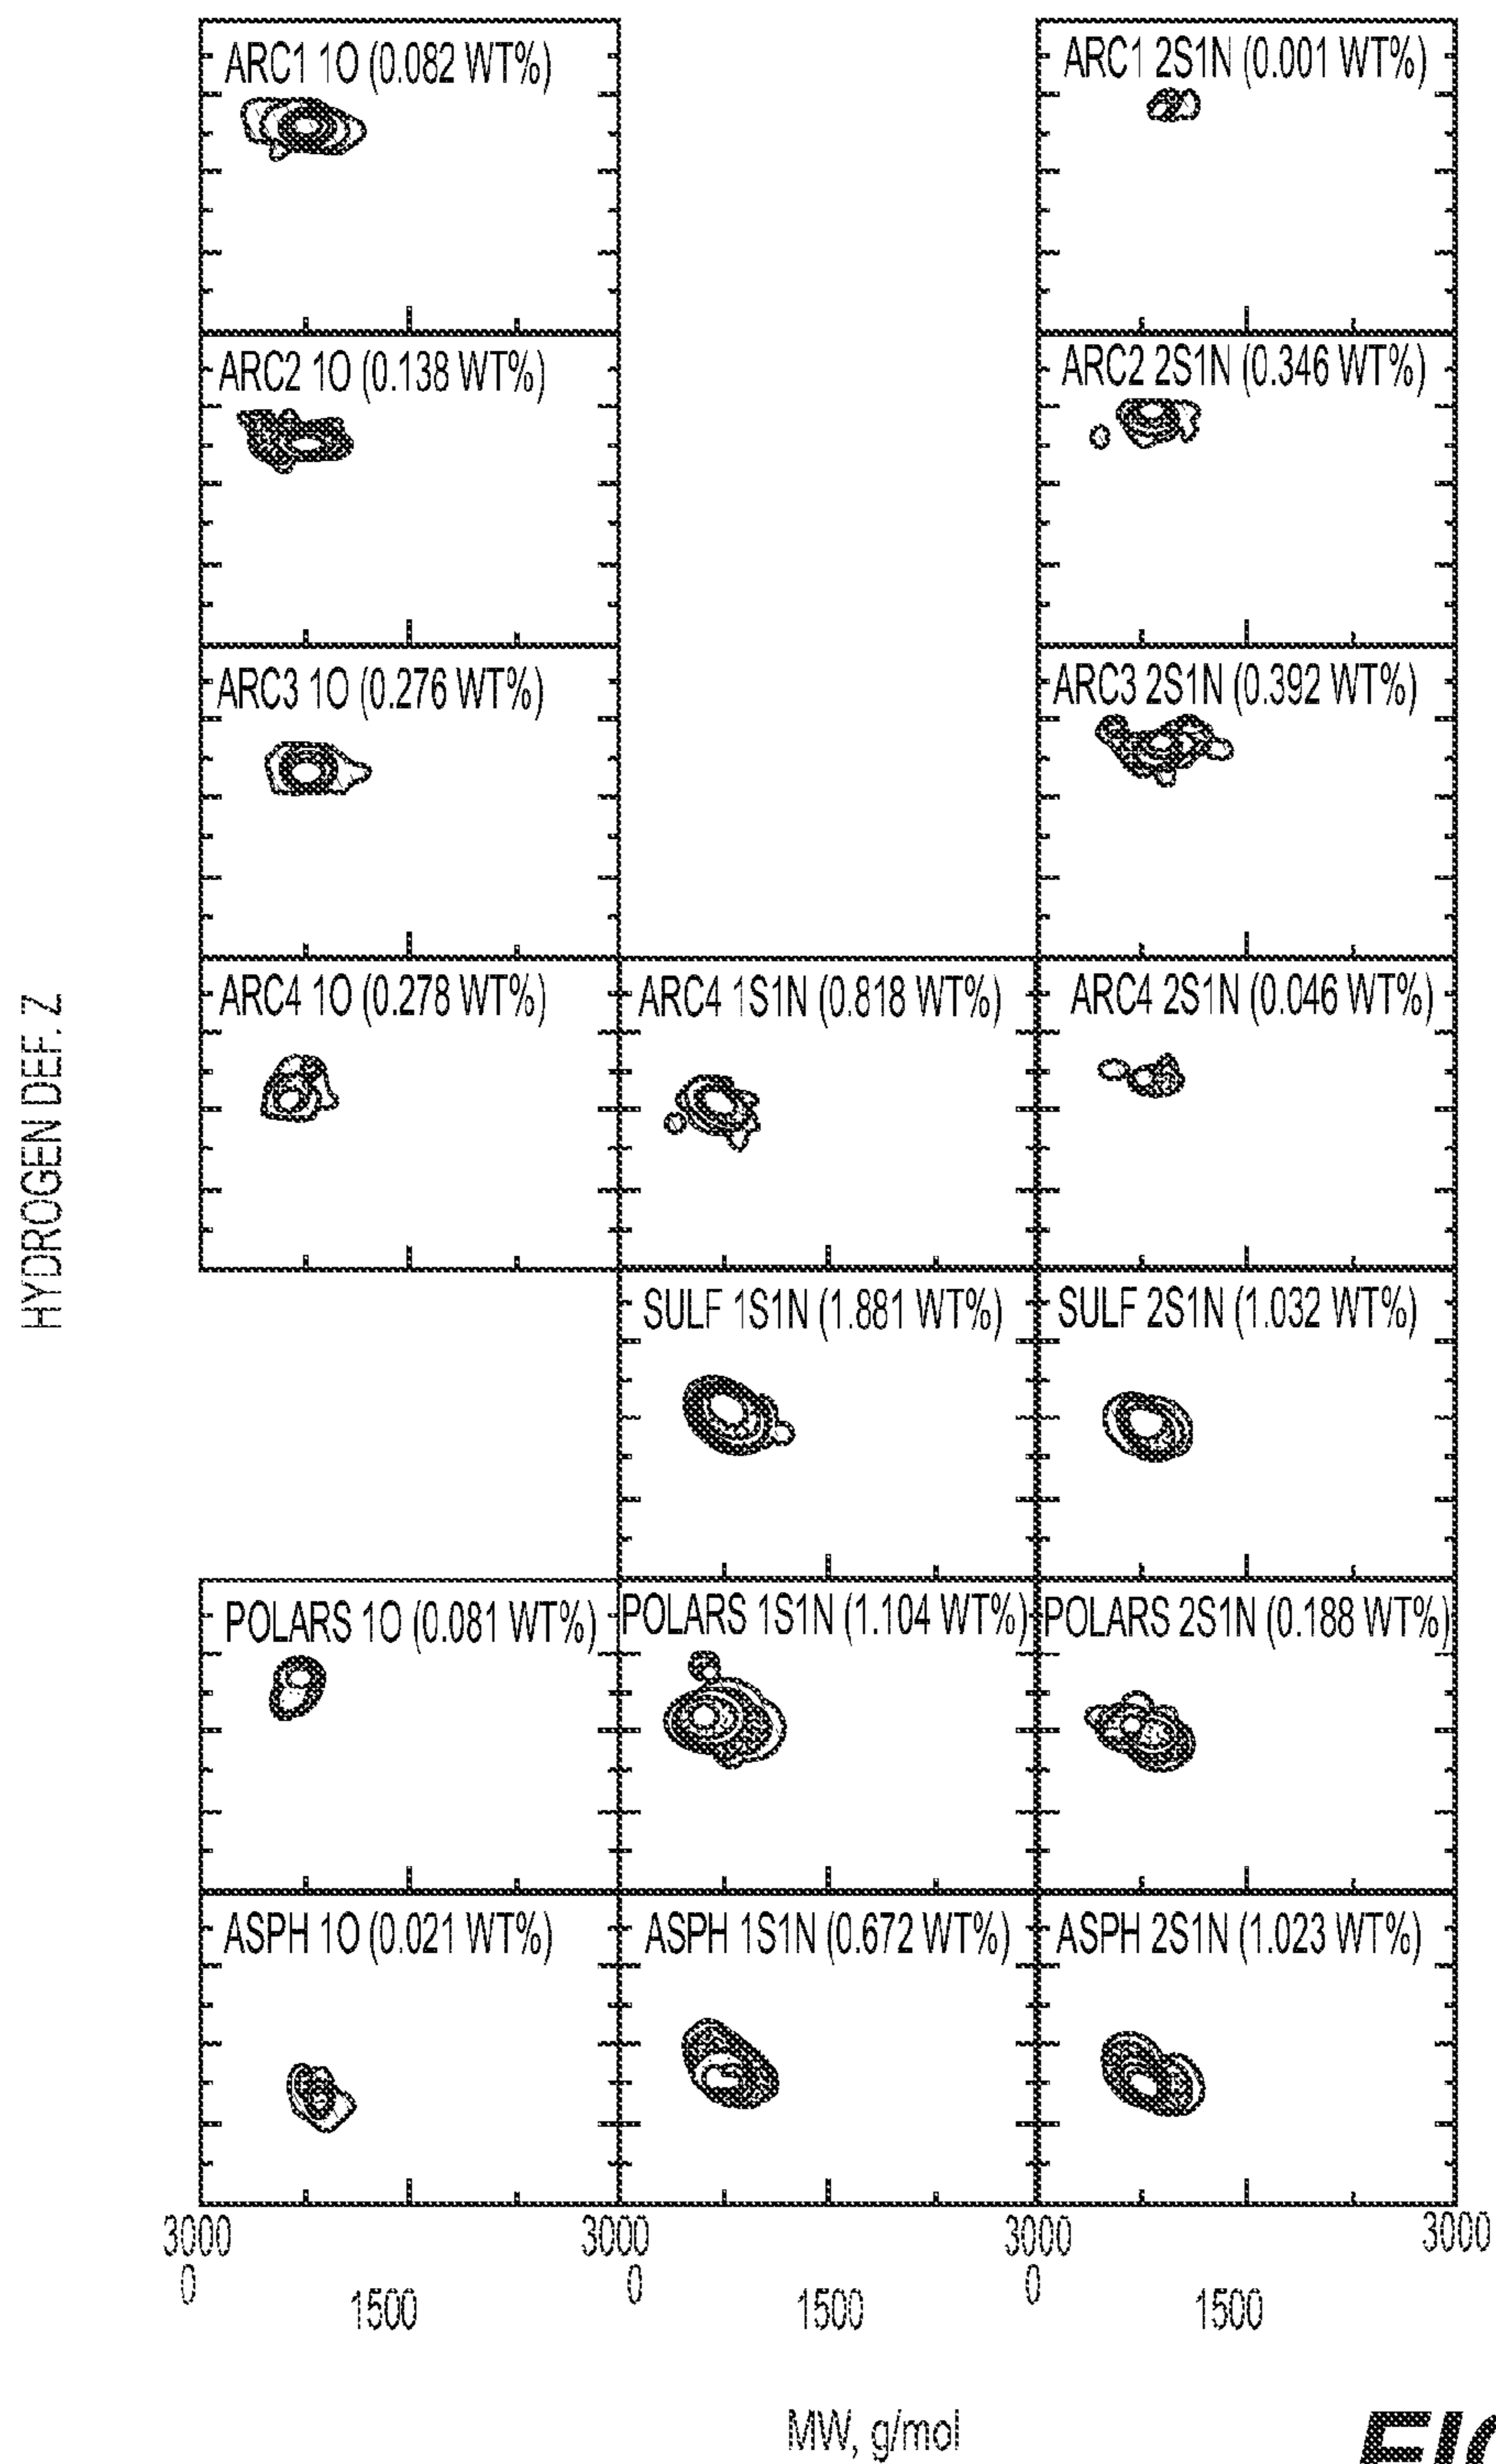 HYDROGEN DEF. Z
ARC1 1O (0.082 WT%)
ARC1 2S1N (0.001 WT%)
ARC2 1O (0.138 WT%)
ARC2 2S1N (0.346 WT%)
ARC3 1O (0.276 WT%)
ARC3 2S1N (0.392 WT%)
ARC4 1O (0.278 WT%)
ARC4 1S1N (0.818 WT%)
ARC4 2S1N (0.046 WT%)
SULF 1S1N (1.881 WT%)
SULF 2S1N (1.032 WT%)
POLARS 1O (0.081 WT%)
POLARS 1S1N (1.104 WT%)
POLARS 2S1N (0.188 WT%)
ASPH 1O (0.021 WT%)
ASPH 1S1N (0.672 WT%)
ASPH 2S1N (1.023 WT%)
3000 3000 3000 3000
0 0 0
1500 1500 1500
MW, g/mol